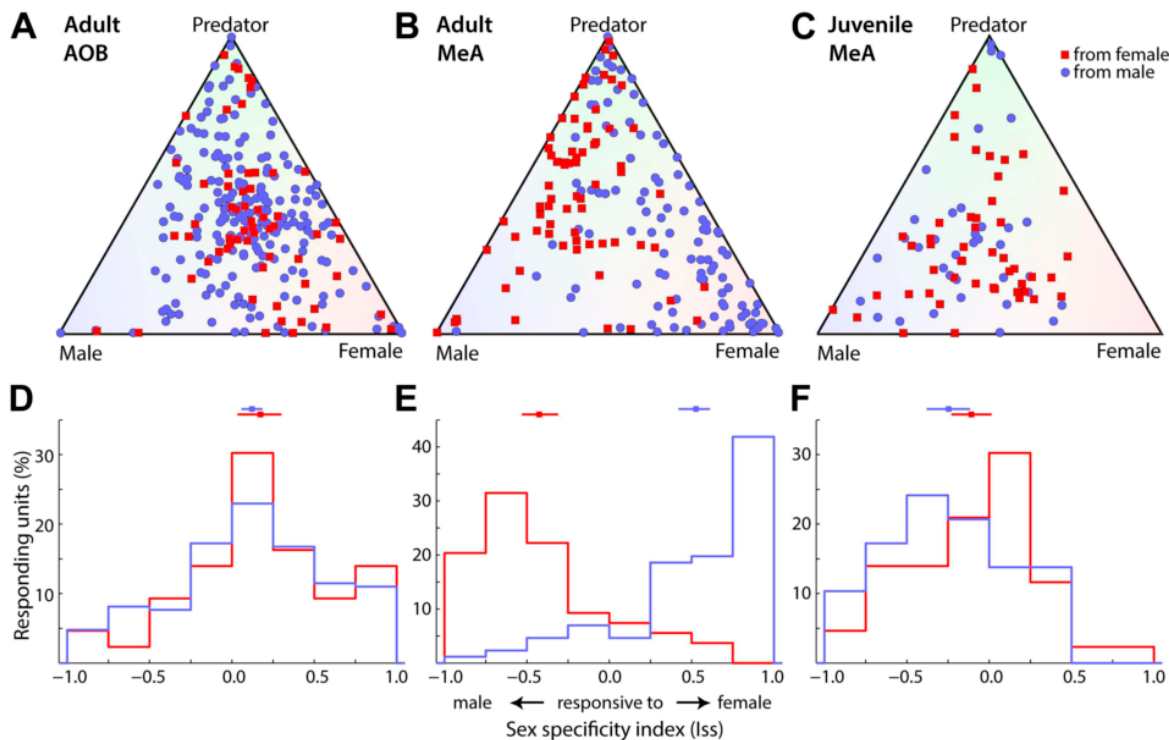 A Adult AOB
Predator
Male
Female
B Adult MeA
Predator
Male
Female
C Juvenile MeA
Predator
from female
from male
Male
Female
D
Responding units (%)
30
20
10
−1.0 −0.5 0.0 0.5 1.0
E
40
30
20
10
−1.0 −0.5 0.0 0.5 1.0
male responsive to female
Sex specificity index (Iss)
F
30
20
10
−1.0 −0.5 0.0 0.5 1.0